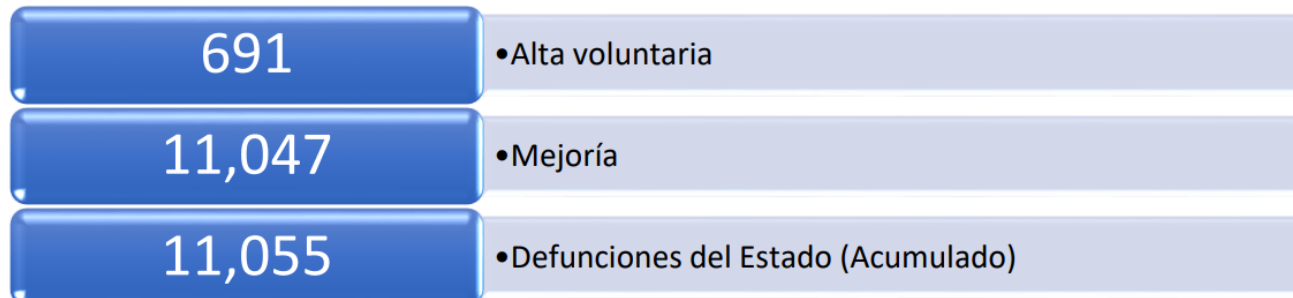 691 •Alta voluntaria
11,047 •Mejoría
11,055 •Defunciones del Estado (Acumulado)